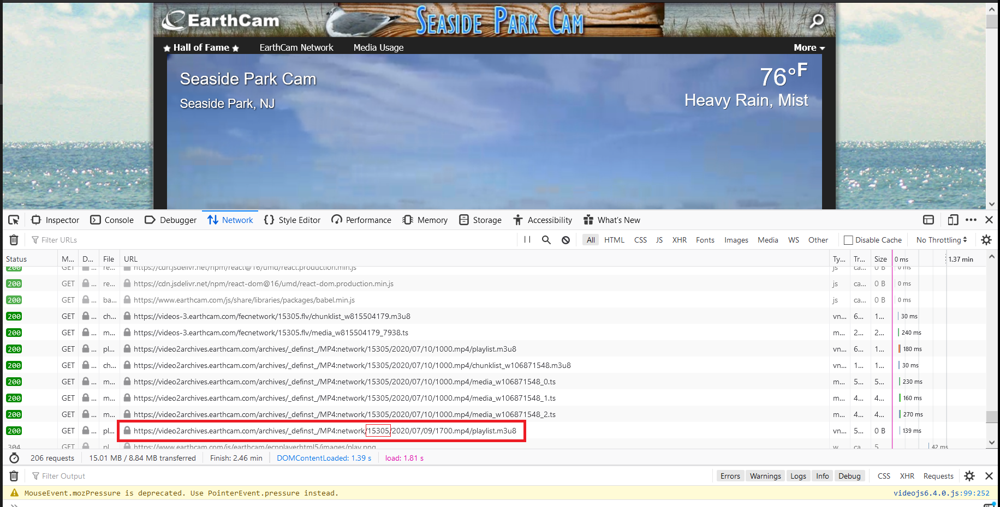 EarthCam
SEASIDE PARK CAM
Hall of Fame EarthCam Network Media Usage More
Seaside Park Cam
76°F
Seaside Park, NJ
Heavy Rain, Mist
Inspector Console Debugger Network Style Editor Performance Memory Storage Accessibility What's New
Filter URLs All HTML CSS JS XHR Fonts Images Media WS Other Disable Cache No Throttling
Status M... D... File URL Ty... Tr... Size 0 ms 1.37 min
200 GET ... re... https://cdn.jsdelivr.net/npm/react@16/umd/react.production.min.js js ca... 0 B 0 ms
200 GET ... re... https://cdn.jsdelivr.net/npm/react-dom@16/umd/react-dom.production.min.js js ca... 0 B 0 ms
200 GET ... ba... https://www.earthcam.com/js/share/libraries/packages/babel.min.js js ca... 0 B 0 ms
200 GET ... ch... https://videos-3.earthcam.com/fecnetwork/15305.flv/chunklist_w815504179.m3u8 vn... 6... 1... 30 ms
200 GET ... m... https://videos-3.earthcam.com/fecnetwork/15305.flv/media_w815504179_7938.ts m... 2... 2... 240 ms
200 GET ... pl... https://video2archives.earthcam.com/archives/_definst_/MP4:network/15305/2020/07/10/1000.mp4/playlist.m3u8 vn... 6... 1... 180 ms
200 GET ... ch... https://video2archives.earthcam.com/archives/_definst_/MP4:network/15305/2020/07/10/1000.mp4/chunklist_w106871548.m3u8 vn... 1... 1... 30 ms
200 GET ... m... https://video2archives.earthcam.com/archives/_definst_/MP4:network/15305/2020/07/10/1000.mp4/media_w106871548_0.ts m... 5... 5... 230 ms
200 GET ... m... https://video2archives.earthcam.com/archives/_definst_/MP4:network/15305/2020/07/10/1000.mp4/media_w106871548_1.ts m... 4... 4... 160 ms
200 GET ... m... https://video2archives.earthcam.com/archives/_definst_/MP4:network/15305/2020/07/10/1000.mp4/media_w106871548_2.ts m... 4... 4... 270 ms
200 GET ... pl... https://video2archives.earthcam.com/archives/_definst_/MP4:network/15305/2020/07/09/1700.mp4/playlist.m3u8 vn... 5... 0 B 139 ms
304 GET pl https://www.earthcam.com/js/earthcam/ecnplayerhtml5/images/play.png w ca 5 42 ms
206 requests 15.01 MB / 8.84 MB transferred Finish: 2.46 min DOMContentLoaded: 1.39 s load: 1.81 s
Filter Output Errors Warnings Logs Info Debug CSS XHR Requests
MouseEvent.mozPressure is deprecated. Use PointerEvent.pressure instead. videojs6.4.0.js:99:252